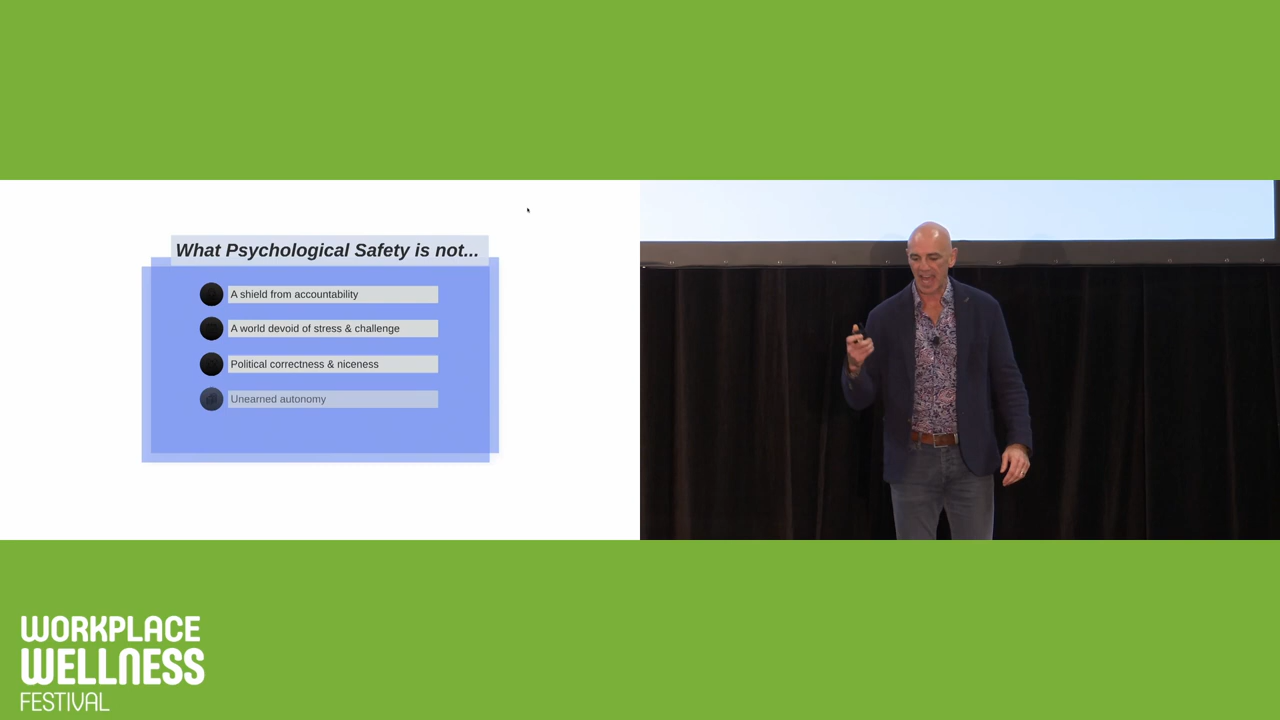 What Psychological Safety is not...
A shield from accountability
A world devoid of stress & challenge
Political correctness & niceness
Unearned autonomy
WORKPLACE
WELLNESS
FESTIVAL